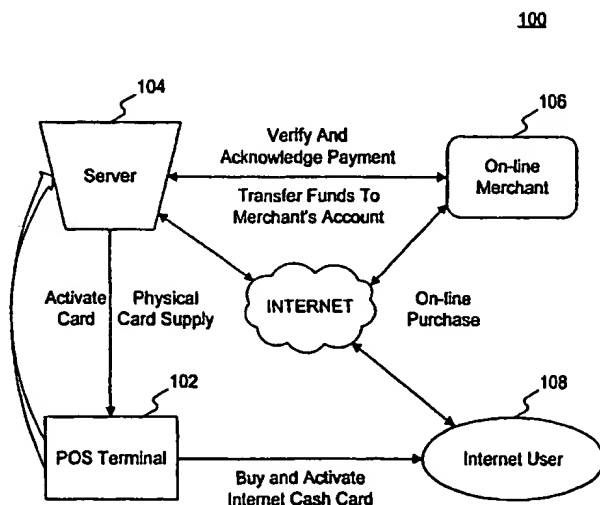 100
104
106
Server
Verify And
Acknowledge Payment
Transfer Funds To
Merchant's Account
On-line
Merchant
Activate
Card
Physical
Card Supply
INTERNET
On-line
Purchase
102
108
POS Terminal
Buy and Activate
Internet Cash Card
Internet User